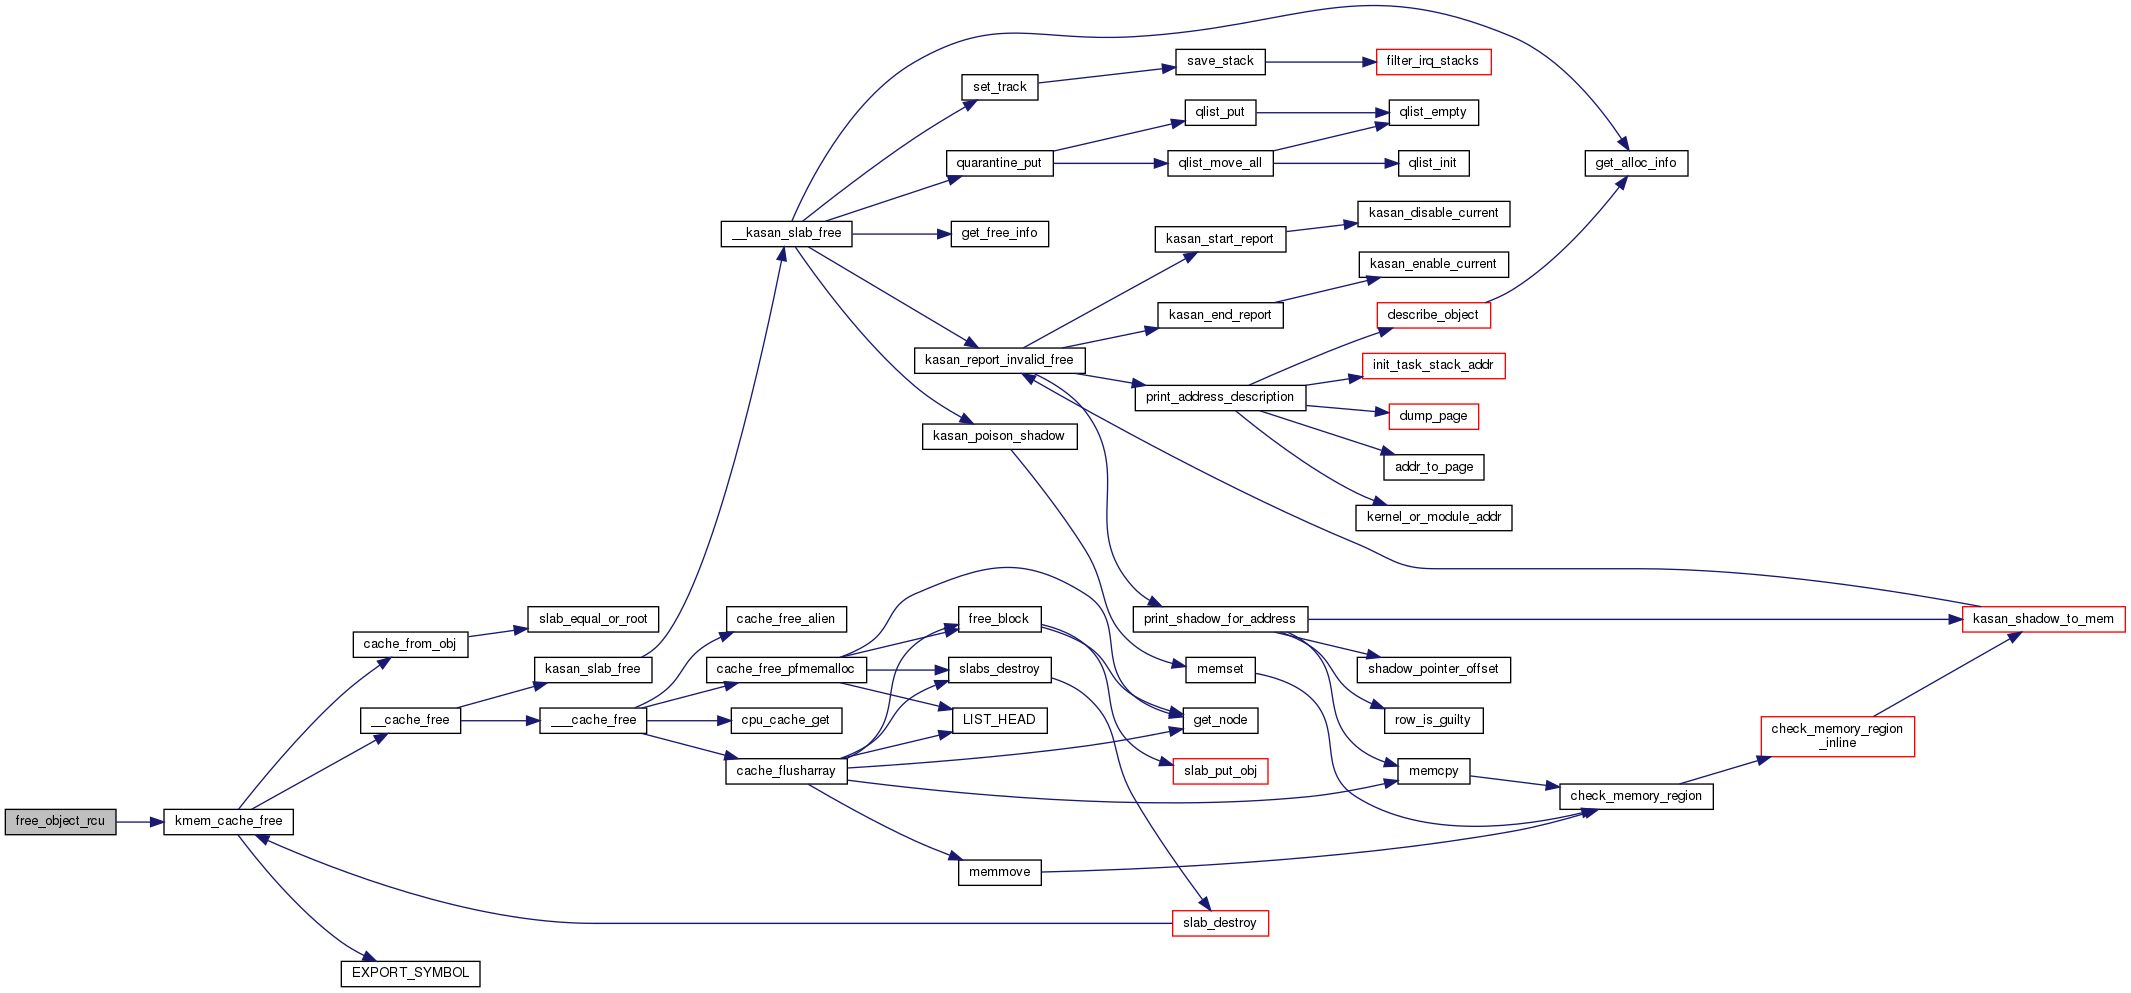 save_stack
filter_irq_stacks
set_track
qlist_put
qlist_empty
quarantine_put
qlist_move_all
qlist_init
get_alloc_info
kasan_disable_current
__kasan_slab_free
get_free_info
kasan_start_report
kasan_enable_current
kasan_end_report
describe_object
kasan_report_invalid_free
init_task_stack_addr
print_address_description
dump_page
kasan_poison_shadow
addr_to_page
kernel_or_module_addr
slab_equal_or_root
cache_free_alien
free_block
print_shadow_for_address
kasan_shadow_to_mem
cache_from_obj
kasan_slab_free
cache_free_pfmemalloc
slabs_destroy
memset
shadow_pointer_offset
__cache_free
___cache_free
cpu_cache_get
LIST_HEAD
get_node
row_is_guilty
check_memory_region
_inline
cache_flusharray
slab_put_obj
memcpy
check_memory_region
free_object_rcu
kmem_cache_free
memmove
slab_destroy
EXPORT_SYMBOL